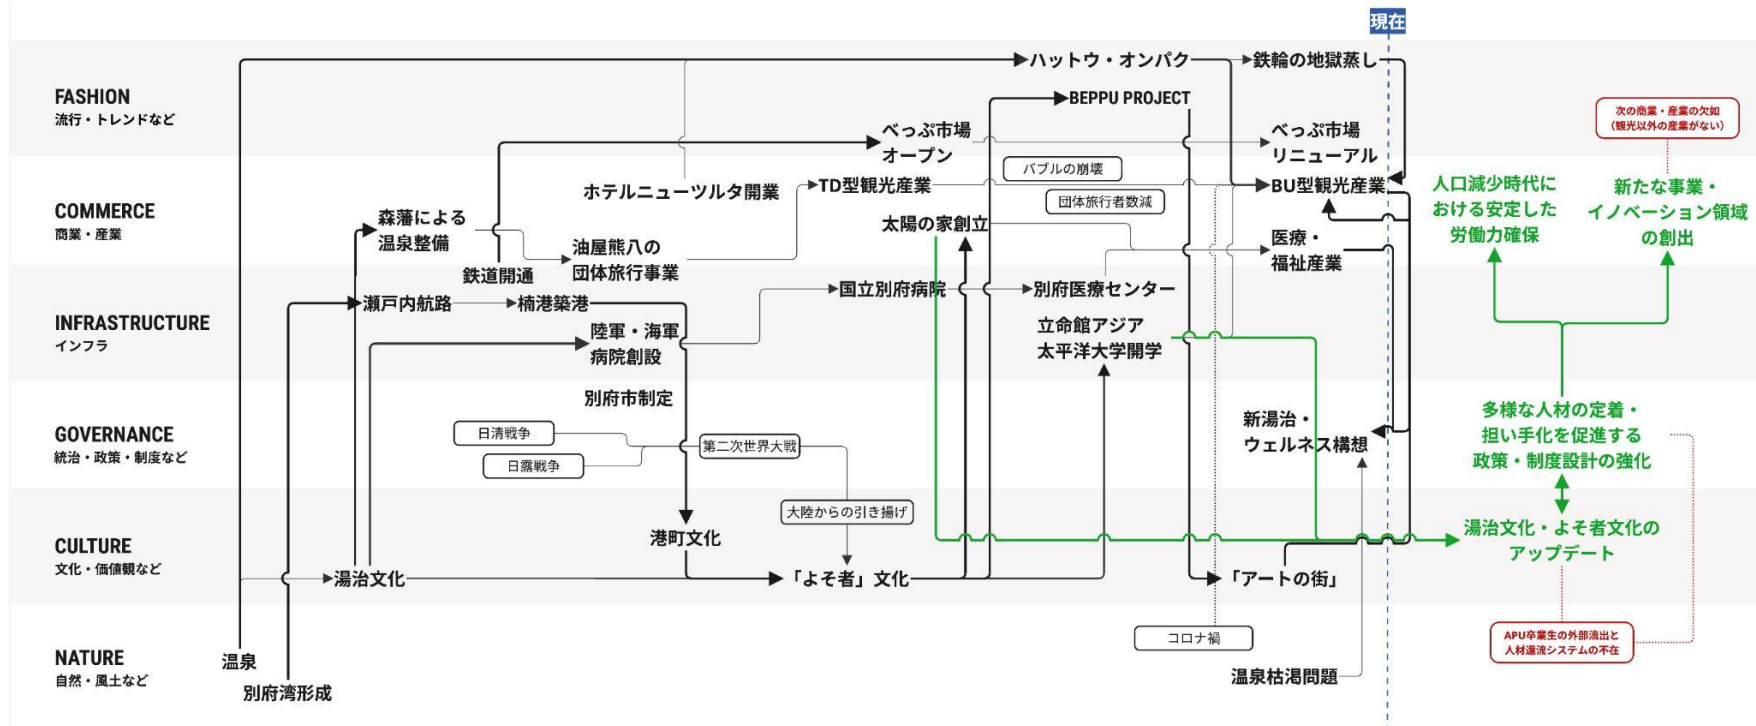 現在
FASHION
流行・トレンドなど
ハットウ・オンパク
鉄輪の地獄蒸し
BEPPU PROJECT
べっぷ市場
オープン
べっぷ市場
リニューアル
次の商業・産業の欠如
（観光以外の産業がない）
COMMERCE
商業・産業
ホテルニューツルタ開業
TD型観光産業
バブルの崩壊
団体旅行者数減
BU型観光産業
森藩による
温泉整備
鉄道開通
油屋熊八の
団体旅行事業
太陽の家創立
医療・
福祉産業
人口減少時代に
おける安定した
労働力確保
新たな事業・
イノベーション領域
の創出
INFRASTRUCTURE
インフラ
瀬戸内航路
楠港築港
陸軍・海軍
病院創設
国立別府病院
別府医療センター
立命館アジア
太平洋大学開学
GOVERNANCE
統治・政策・制度など
別府市制定
日清戦争
日露戦争
第二次世界大戦
新湯治・
ウェルネス構想
多様な人材の定着・
担い手化を促進する
政策・制度設計の強化
CULTURE
文化・価値観など
大陸からの引き揚げ
港町文化
湯治文化
「よそ者」文化
「アートの街」
湯治文化・よそ者文化の
アップデート
NATURE
自然・風土など
温泉
別府湾形成
コロナ禍
温泉枯渇問題
APU卒業生の外部流出と
人材還流システムの不在